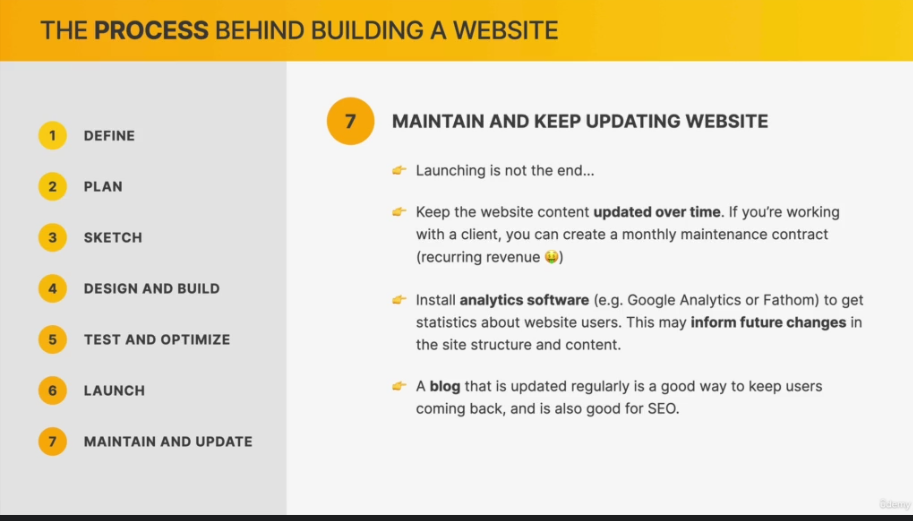 THE PROCESS BEHIND BUILDING A WEBSITE
1 DEFINE
2 PLAN
3 SKETCH
4 DESIGN AND BUILD
5 TEST AND OPTIMIZE
6 LAUNCH
7 MAINTAIN AND UPDATE
7 MAINTAIN AND KEEP UPDATING WEBSITE
👉 Launching is not the end...
👉 Keep the website content updated over time. If you’re working
with a client, you can create a monthly maintenance contract
(recurring revenue 🤑)
👉 Install analytics software (e.g. Google Analytics or Fathom) to get
statistics about website users. This may inform future changes in
the site structure and content.
👉 A blog that is updated regularly is a good way to keep users
coming back, and is also good for SEO.
Udemy